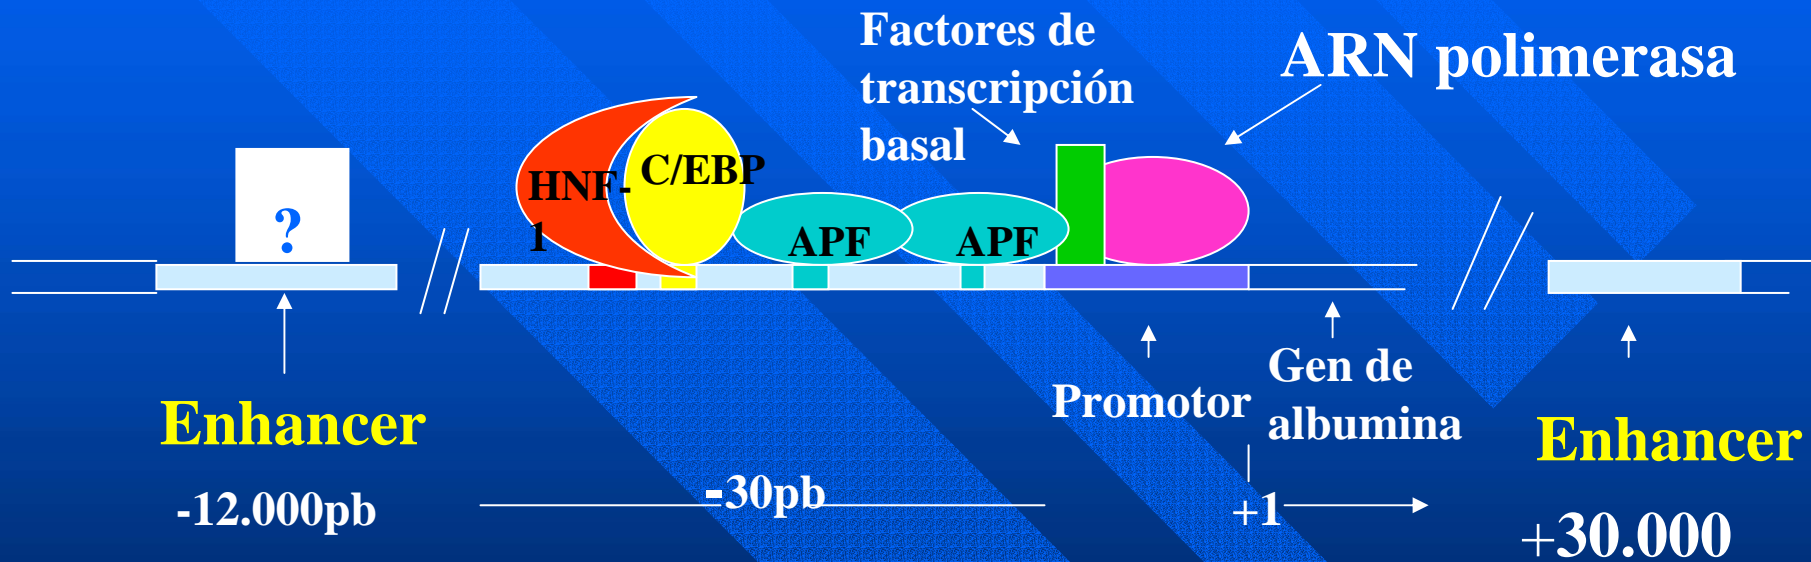 Factores de
transcripción
basal
ARN polimerasa
?
HNF-
1
C/EBP
APF
APF
Enhancer
-12.000pb
-30pb
Promotor
Gen de
albumina
+1
Enhancer
+30.000